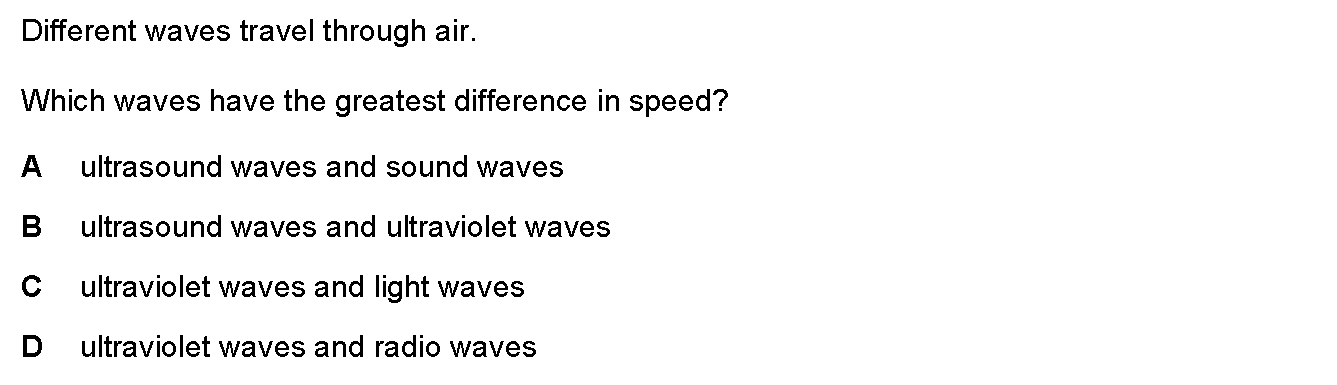 Different waves travel through air.
Which waves have the greatest difference in speed?
A ultrasound waves and sound waves
B ultrasound waves and ultraviolet waves
C ultraviolet waves and light waves
D ultraviolet waves and radio waves